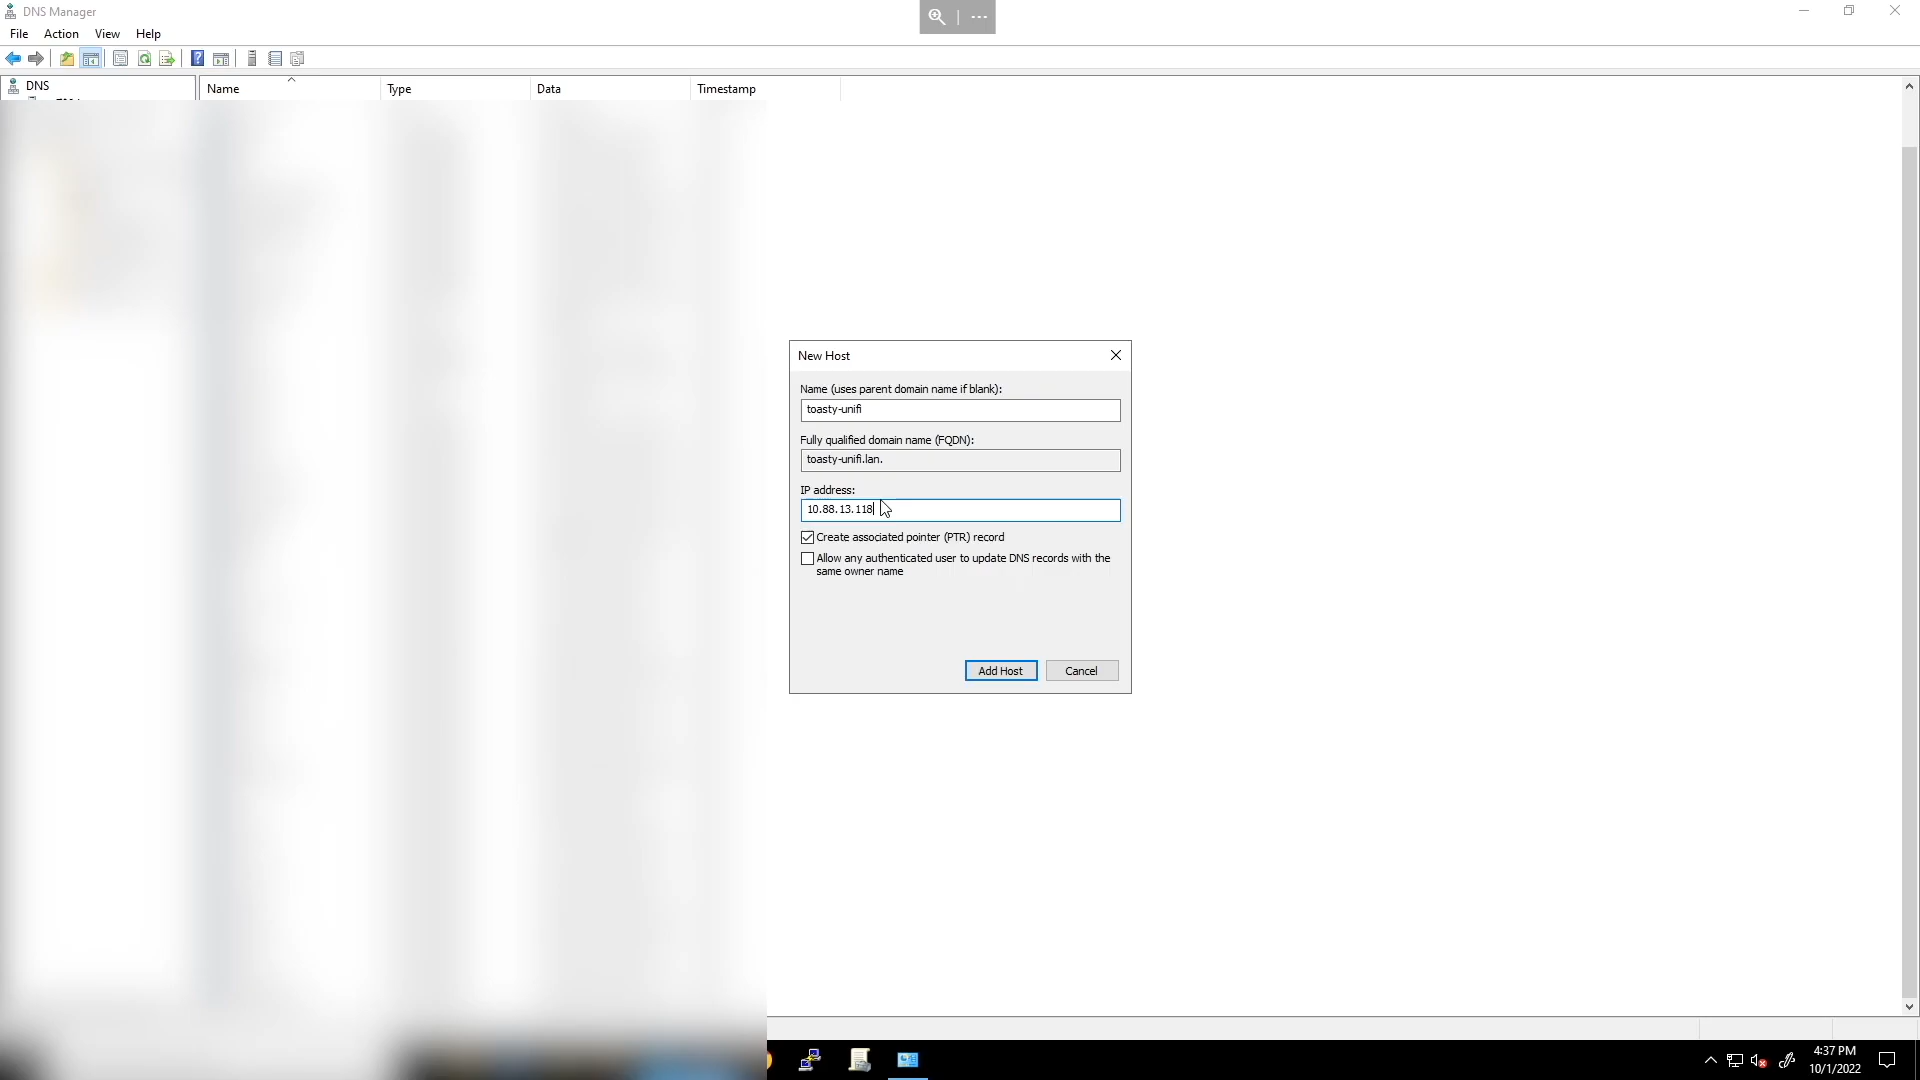 DNS Manager
File Action View Help
DNS
Name Type Data Timestamp
New Host
Name (uses parent domain name if blank):
toasty-unifi
Fully qualified domain name (FQDN):
toasty-unifi.lan.
IP address:
10.88.13.118
Create associated pointer (PTR) record
Allow any authenticated user to update DNS records with the
same owner name
Add Host Cancel
4:37 PM
10/1/2022